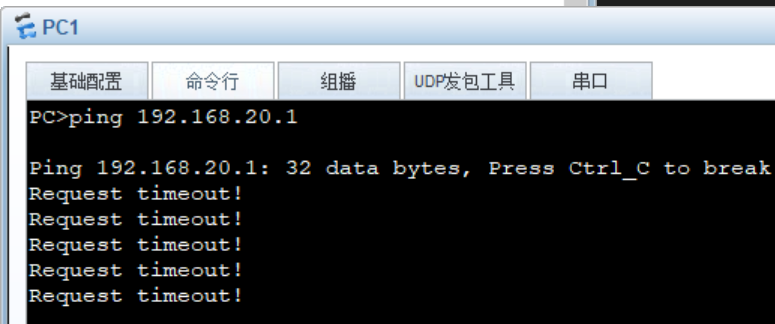 PC1
基础配置 命令行 组播 UDP发包工具 串口
PC>ping 192.168.20.1
Ping 192.168.20.1: 32 data bytes, Press Ctrl_C to break
Request timeout!
Request timeout!
Request timeout!
Request timeout!
Request timeout!